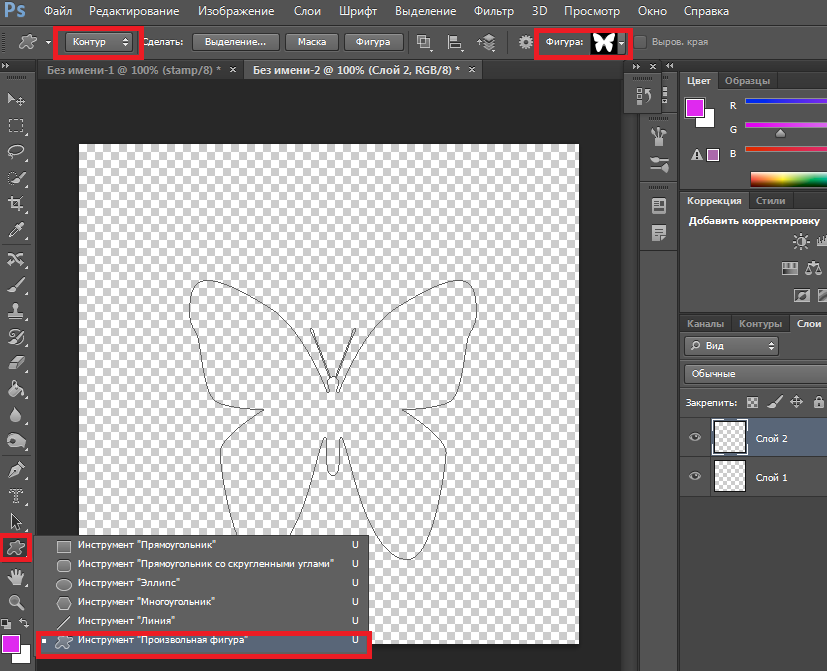 Ps Файл Редактирование Изображение Слои Шрифт Выделение Фильтр 3D Просмотр Окно Справка
Контур Сделать: Выделение... Маска Фигура Фигура: Выров. края
Без имени-1 @ 100% (stamp/8) * × Без имени-2 @ 100% (Слой 2, RGB/8) * ×
Цвет Образцы
R
G
B
Коррекция Стили
Добавить корректировку
Каналы Контуры Слои
Вид
Обычные
Закрепить:
Слой 2
Слой 1
T
Инструмент "Прямоугольник" U
Инструмент "Прямоугольник со скругленными углами" U
Инструмент "Эллипс" U
Инструмент "Многоугольник" U
Инструмент "Линия" U
Инструмент "Произвольная фигура" U